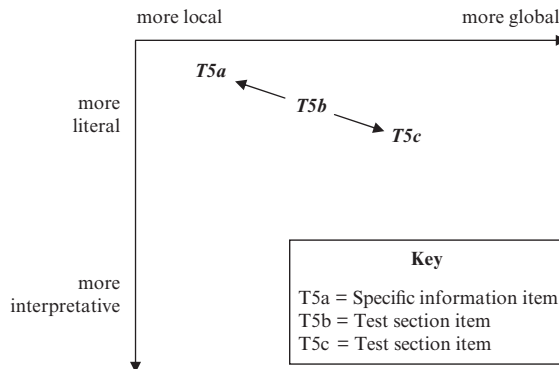 more local more global
T5a
more
literal
T5b
T5c
more
interpretative
Key
T5a = Specific information item
T5b = Test section item
T5c = Test section item